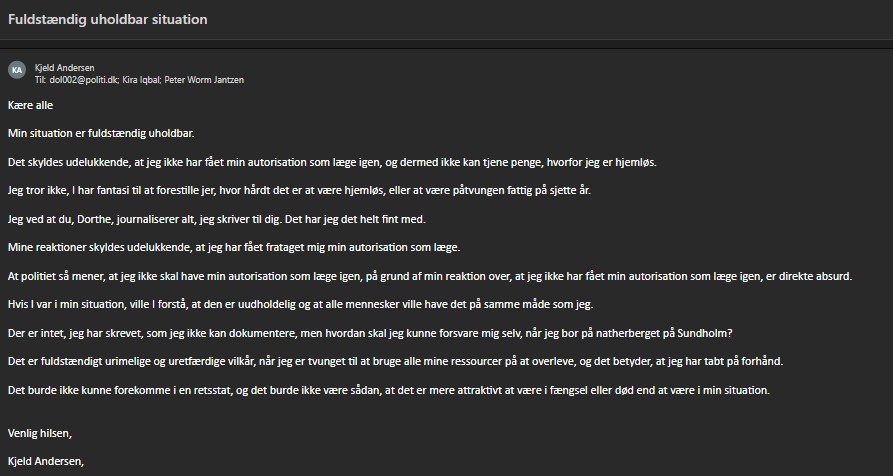 Fuldstændig uholdbar situation
KA
Kjeld Andersen
Til: dol002@politi.dk; Kira Iqbal; Peter Worm Jantzen
Kære alle
Min situation er fuldstændig uholdbar.
Det skyldes udelukkende, at jeg ikke har fået min autorisation som læge igen, og dermed ikke kan tjene penge, hvorfor jeg er hjemløs.
Jeg tror ikke, I har fantasi til at forestille jer, hvor hårdt det er at være hjemløs, eller at være påtvungen fattig på sjette år.
Jeg ved at du, Dorthe, journaliserer alt, jeg skriver til dig. Det har jeg det helt fint med.
Mine reaktioner skyldes udelukkende, at jeg har fået frataget mig min autorisation som læge.
At politiet så mener, at jeg ikke skal have min autorisation som læge igen, på grund af min reaktion over, at jeg ikke har fået min autorisation som læge igen, er direkte absurd.
Hvis I var i min situation, ville I forstå, at den er uudholdelig og at alle mennesker ville have det på samme måde som jeg.
Der er intet, jeg har skrevet, som jeg ikke kan dokumentere, men hvordan skal jeg kunne forsvare mig selv, når jeg bor på natherberget på Sundholm?
Det er fuldstændigt urimelige og uretfærdige vilkår, når jeg er tvunget til at bruge alle mine ressourcer på at overleve, og det betyder, at jeg har tabt på forhånd.
Det burde ikke kunne forekomme i en retsstat, og det burde ikke være sådan, at det er mere attraktivt at være i fængsel eller død end at være i min situation.
Venlig hilsen,
Kjeld Andersen,